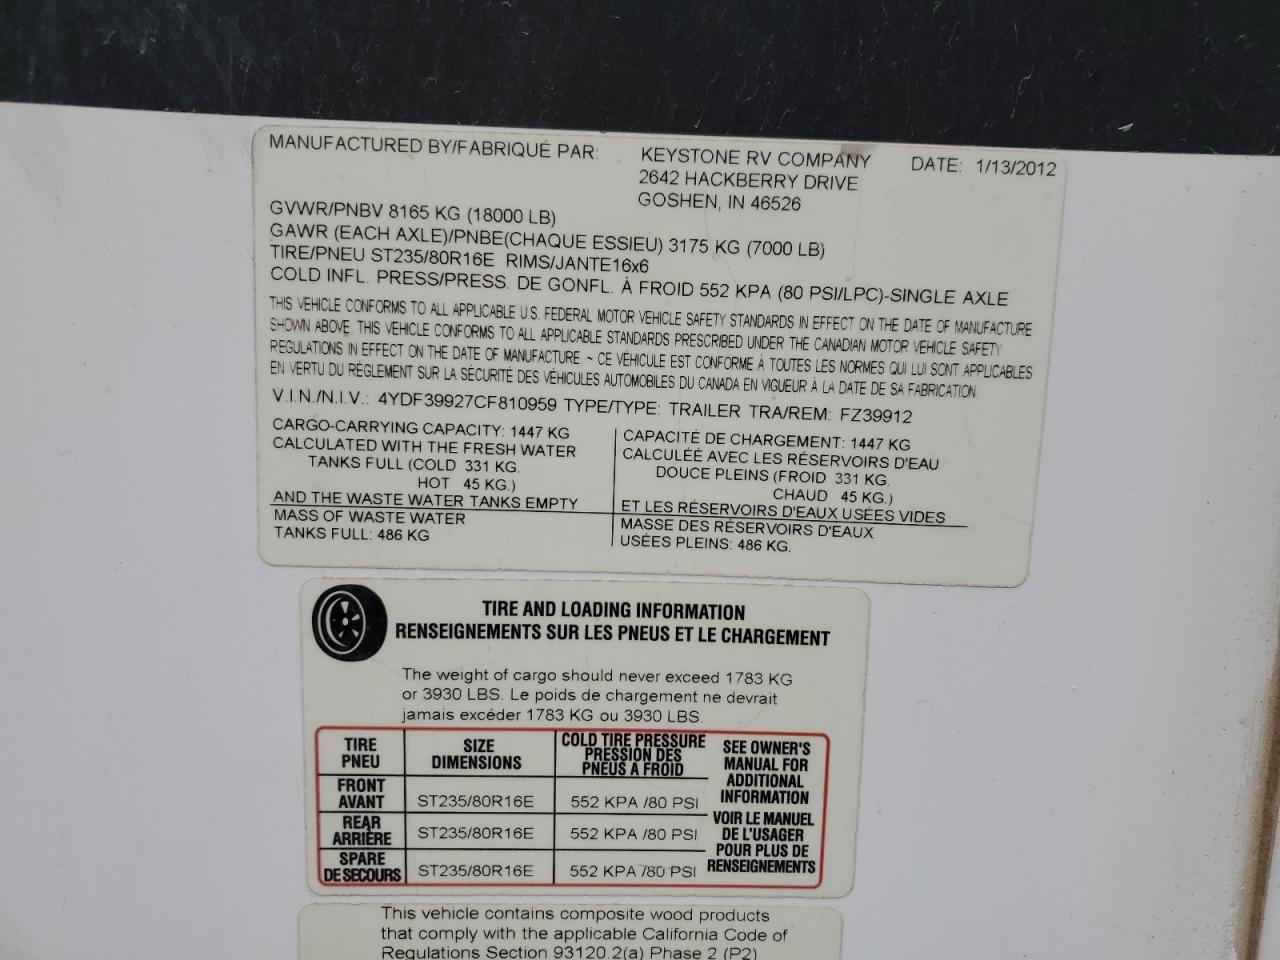 MANUFACTURED BY/FABRIQUÉ PAR: KEYSTONE RV COMPANY DATE: 1/13/2012
2642 HACKBERRY DRIVE
GOSHEN, IN 46526
GVWR/PNBV 8165 KG (18000 LB)
GAWR (EACH AXLE)/PNBE(CHAQUE ESSIEU) 3175 KG (7000 LB)
TIRE/PNEU ST235/80R16E RIMS/JANTE16x6
COLD INFL. PRESS/PRESS. DE GONFL. À FROID 552 KPA (80 PSI/LPC)-SINGLE AXLE
THIS VEHICLE CONFORMS TO ALL APPLICABLE U.S. FEDERAL MOTOR VEHICLE SAFETY STANDARDS IN EFFECT ON THE DATE OF MANUFACTURE
SHOWN ABOVE. THIS VEHICLE CONFORMS TO ALL APPLICABLE STANDARDS PRESCRIBED UNDER THE CANADIAN MOTOR VEHICLE SAFETY
REGULATIONS IN EFFECT ON THE DATE OF MANUFACTURE. ~ CE VÉHICULE EST CONFORME À TOUTES LES NORMES QUI LUI SONT APPLICABLES
EN VERTU DU RÈGLEMENT SUR LA SÉCURITÉ DES VÉHICULES AUTOMOBILES DU CANADA EN VIGUEUR À LA DATE DE SA FABRICATION.
V.I.N./N.I.V.: 4YDF39927CF810959 TYPE/TYPE: TRAILER TRA/REM: FZ39912
CARGO-CARRYING CAPACITY: 1447 KG
CALCULATED WITH THE FRESH WATER
TANKS FULL (COLD 331 KG.
HOT 45 KG.)
AND THE WASTE WATER TANKS EMPTY
MASS OF WASTE WATER
TANKS FULL: 486 KG
CAPACITÉ DE CHARGEMENT: 1447 KG
CALCULÉE AVEC LES RÉSERVOIRS D'EAU
DOUCE PLEINS (FROID 331 KG.
CHAUD 45 KG.)
ET LES RÉSERVOIRS D'EAUX USÉES VIDES
MASSE DES RÉSERVOIRS D'EAUX
USÉES PLEINS: 486 KG.
TIRE AND LOADING INFORMATION
RENSEIGNEMENTS SUR LES PNEUS ET LE CHARGEMENT
The weight of cargo should never exceed 1783 KG
or 3930 LBS. Le poids de chargement ne devrait
jamais excéder 1783 KG ou 3930 LBS.
TIRE
PNEU
SIZE
DIMENSIONS
COLD TIRE PRESSURE
PRESSION DES
PNEUS A FROID
FRONT
AVANT
ST235/80R16E 552 KPA /80 PSI
REAR
ARRIÈRE
ST235/80R16E 552 KPA /80 PSI
SPARE
DE SECOURS
ST235/80R16E 552 KPA /80 PSI
SEE OWNER'S
MANUAL FOR
ADDITIONAL
INFORMATION
VOIR LE MANUEL
DE L'USAGER
POUR PLUS DE
RENSEIGNEMENTS
This vehicle contains composite wood products
that comply with the applicable California Code of
Regulations Section 93120.2(a) Phase 2 (P2)